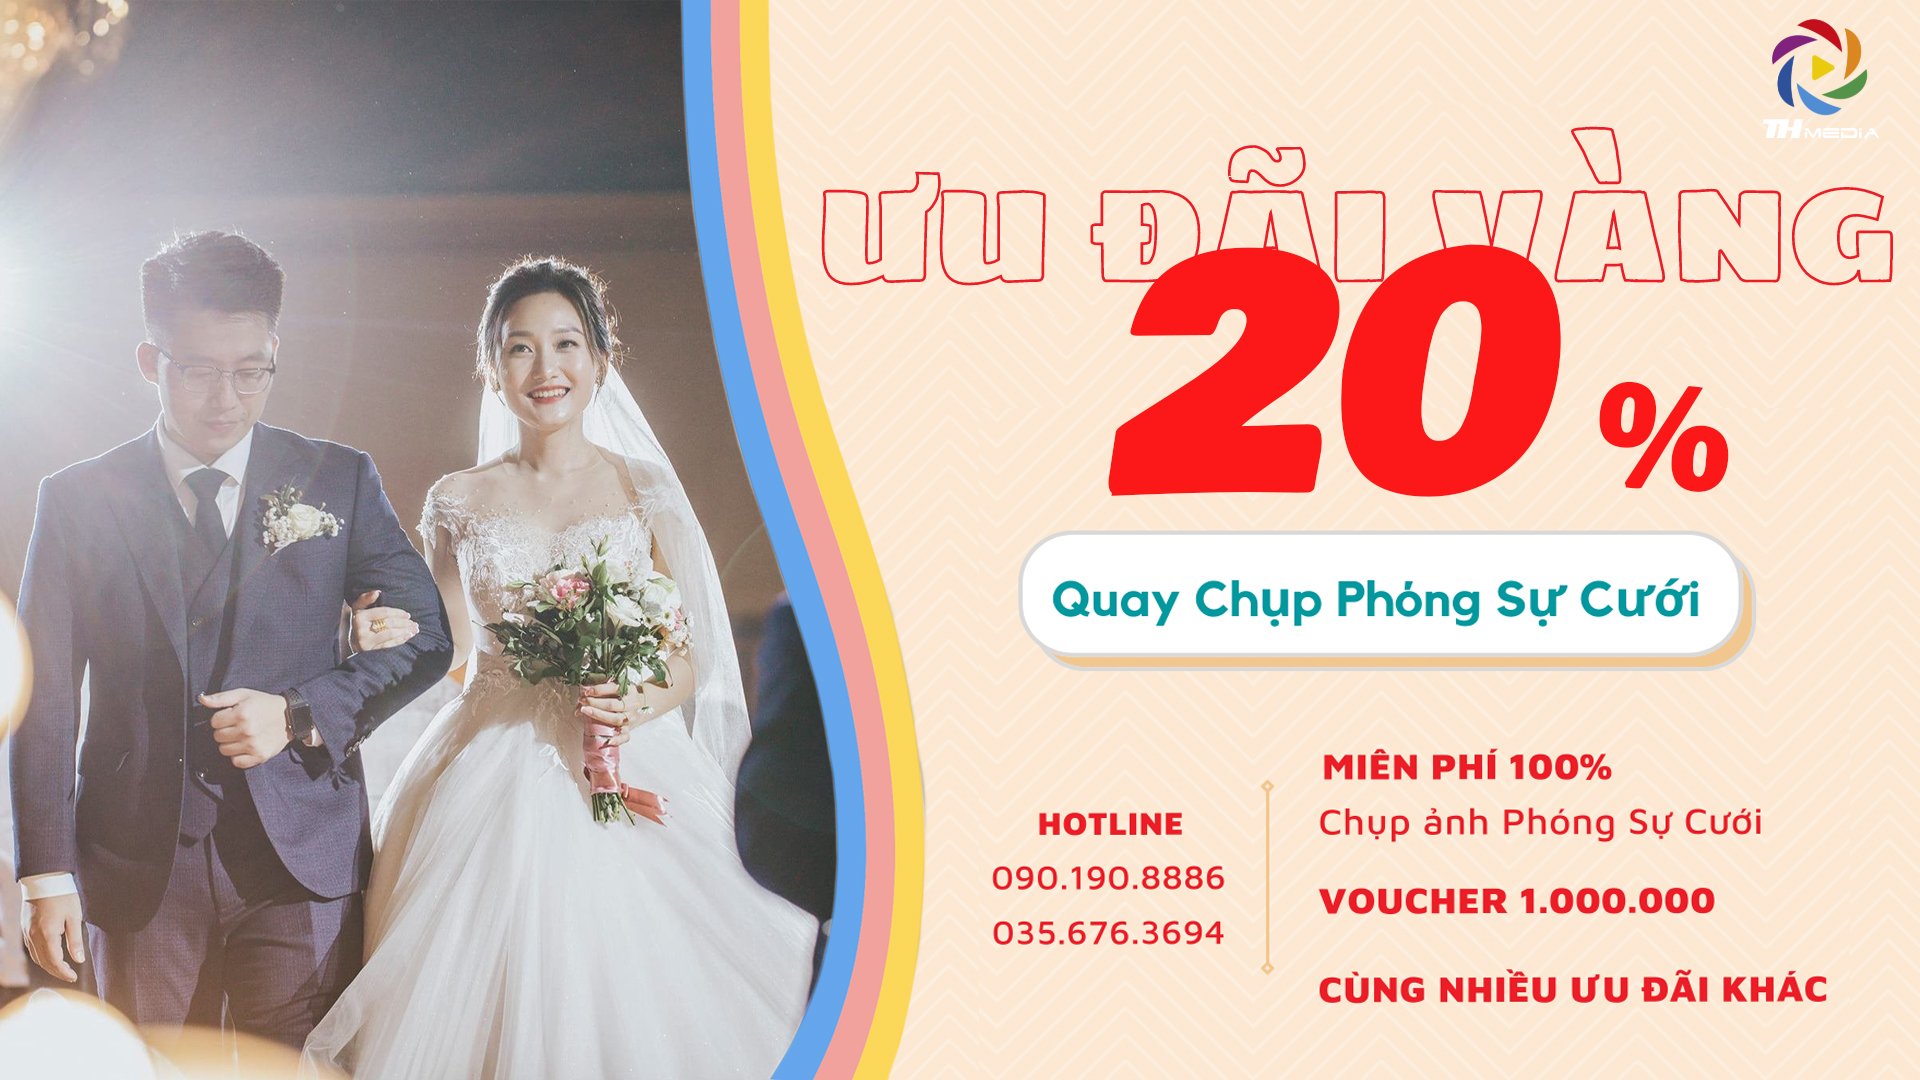 TH MEDIA
ƯU ĐÃI VÀNG
20 %
Quay Chụp Phóng Sự Cưới
HOTLINE
090.190.8886
035.676.3694
MIÊN PHÍ 100%
Chụp ảnh Phóng Sự Cưới
VOUCHER 1.000.000
CÙNG NHIỀU ƯU ĐÃI KHÁC